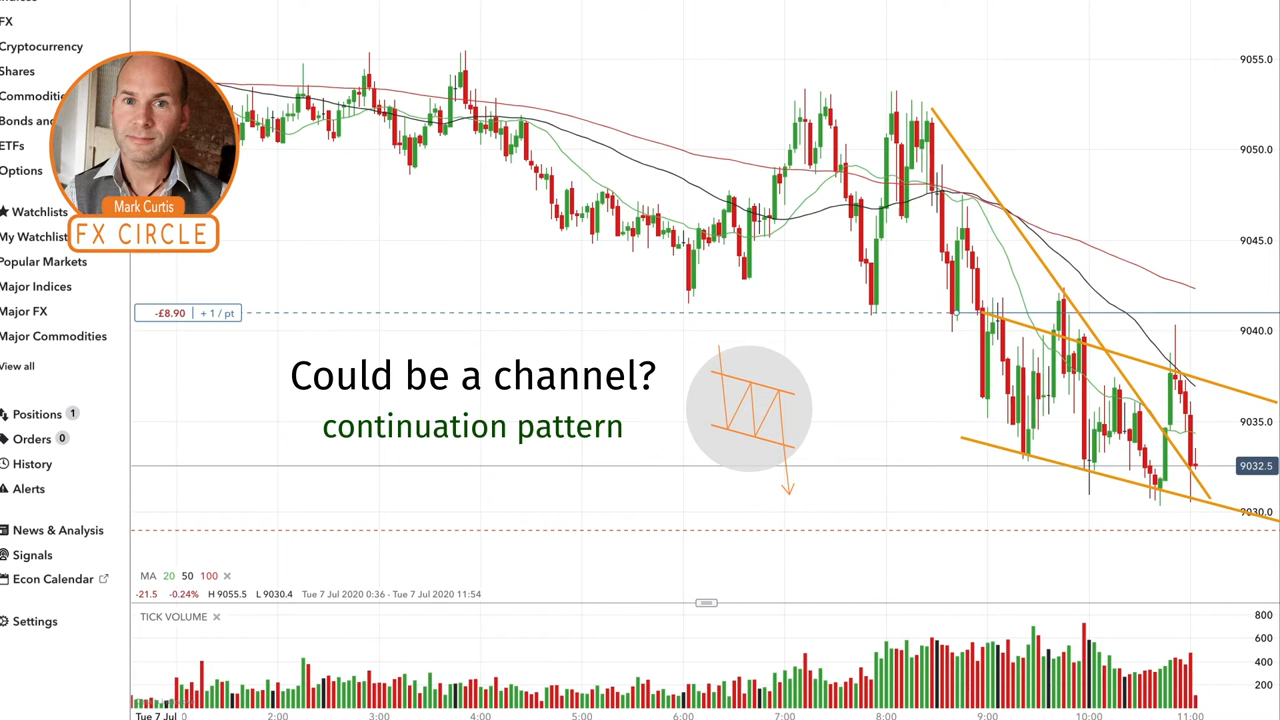 FX
Cryptocurrency
Shares
Commoditie
Bonds and
ETFs
Options
Watchlists
My Watchlist
Popular Markets
Major Indices
Major FX
Major Commodities
View all
Positions 1
Orders 0
History
Alerts
News & Analysis
Signals
Econ Calendar
Settings
Mark Curtis
FX CIRCLE
-£8.90 | + 1 / pt
Could be a channel?
continuation pattern
9055.0
9050.0
9045.0
9040.0
9035.0
9032.5
9030.0
MA 20 50 100 ×
-21.5 -0.24% H 9055.5 L 9030.4 Tue 7 Jul 2020 0:36 - Tue 7 Jul 2020 11:54
TICK VOLUME ×
800
600
400
200
Tue 7 Jul 0 2:00 3:00 4:00 5:00 6:00 7:00 8:00 9:00 10:00 11:00